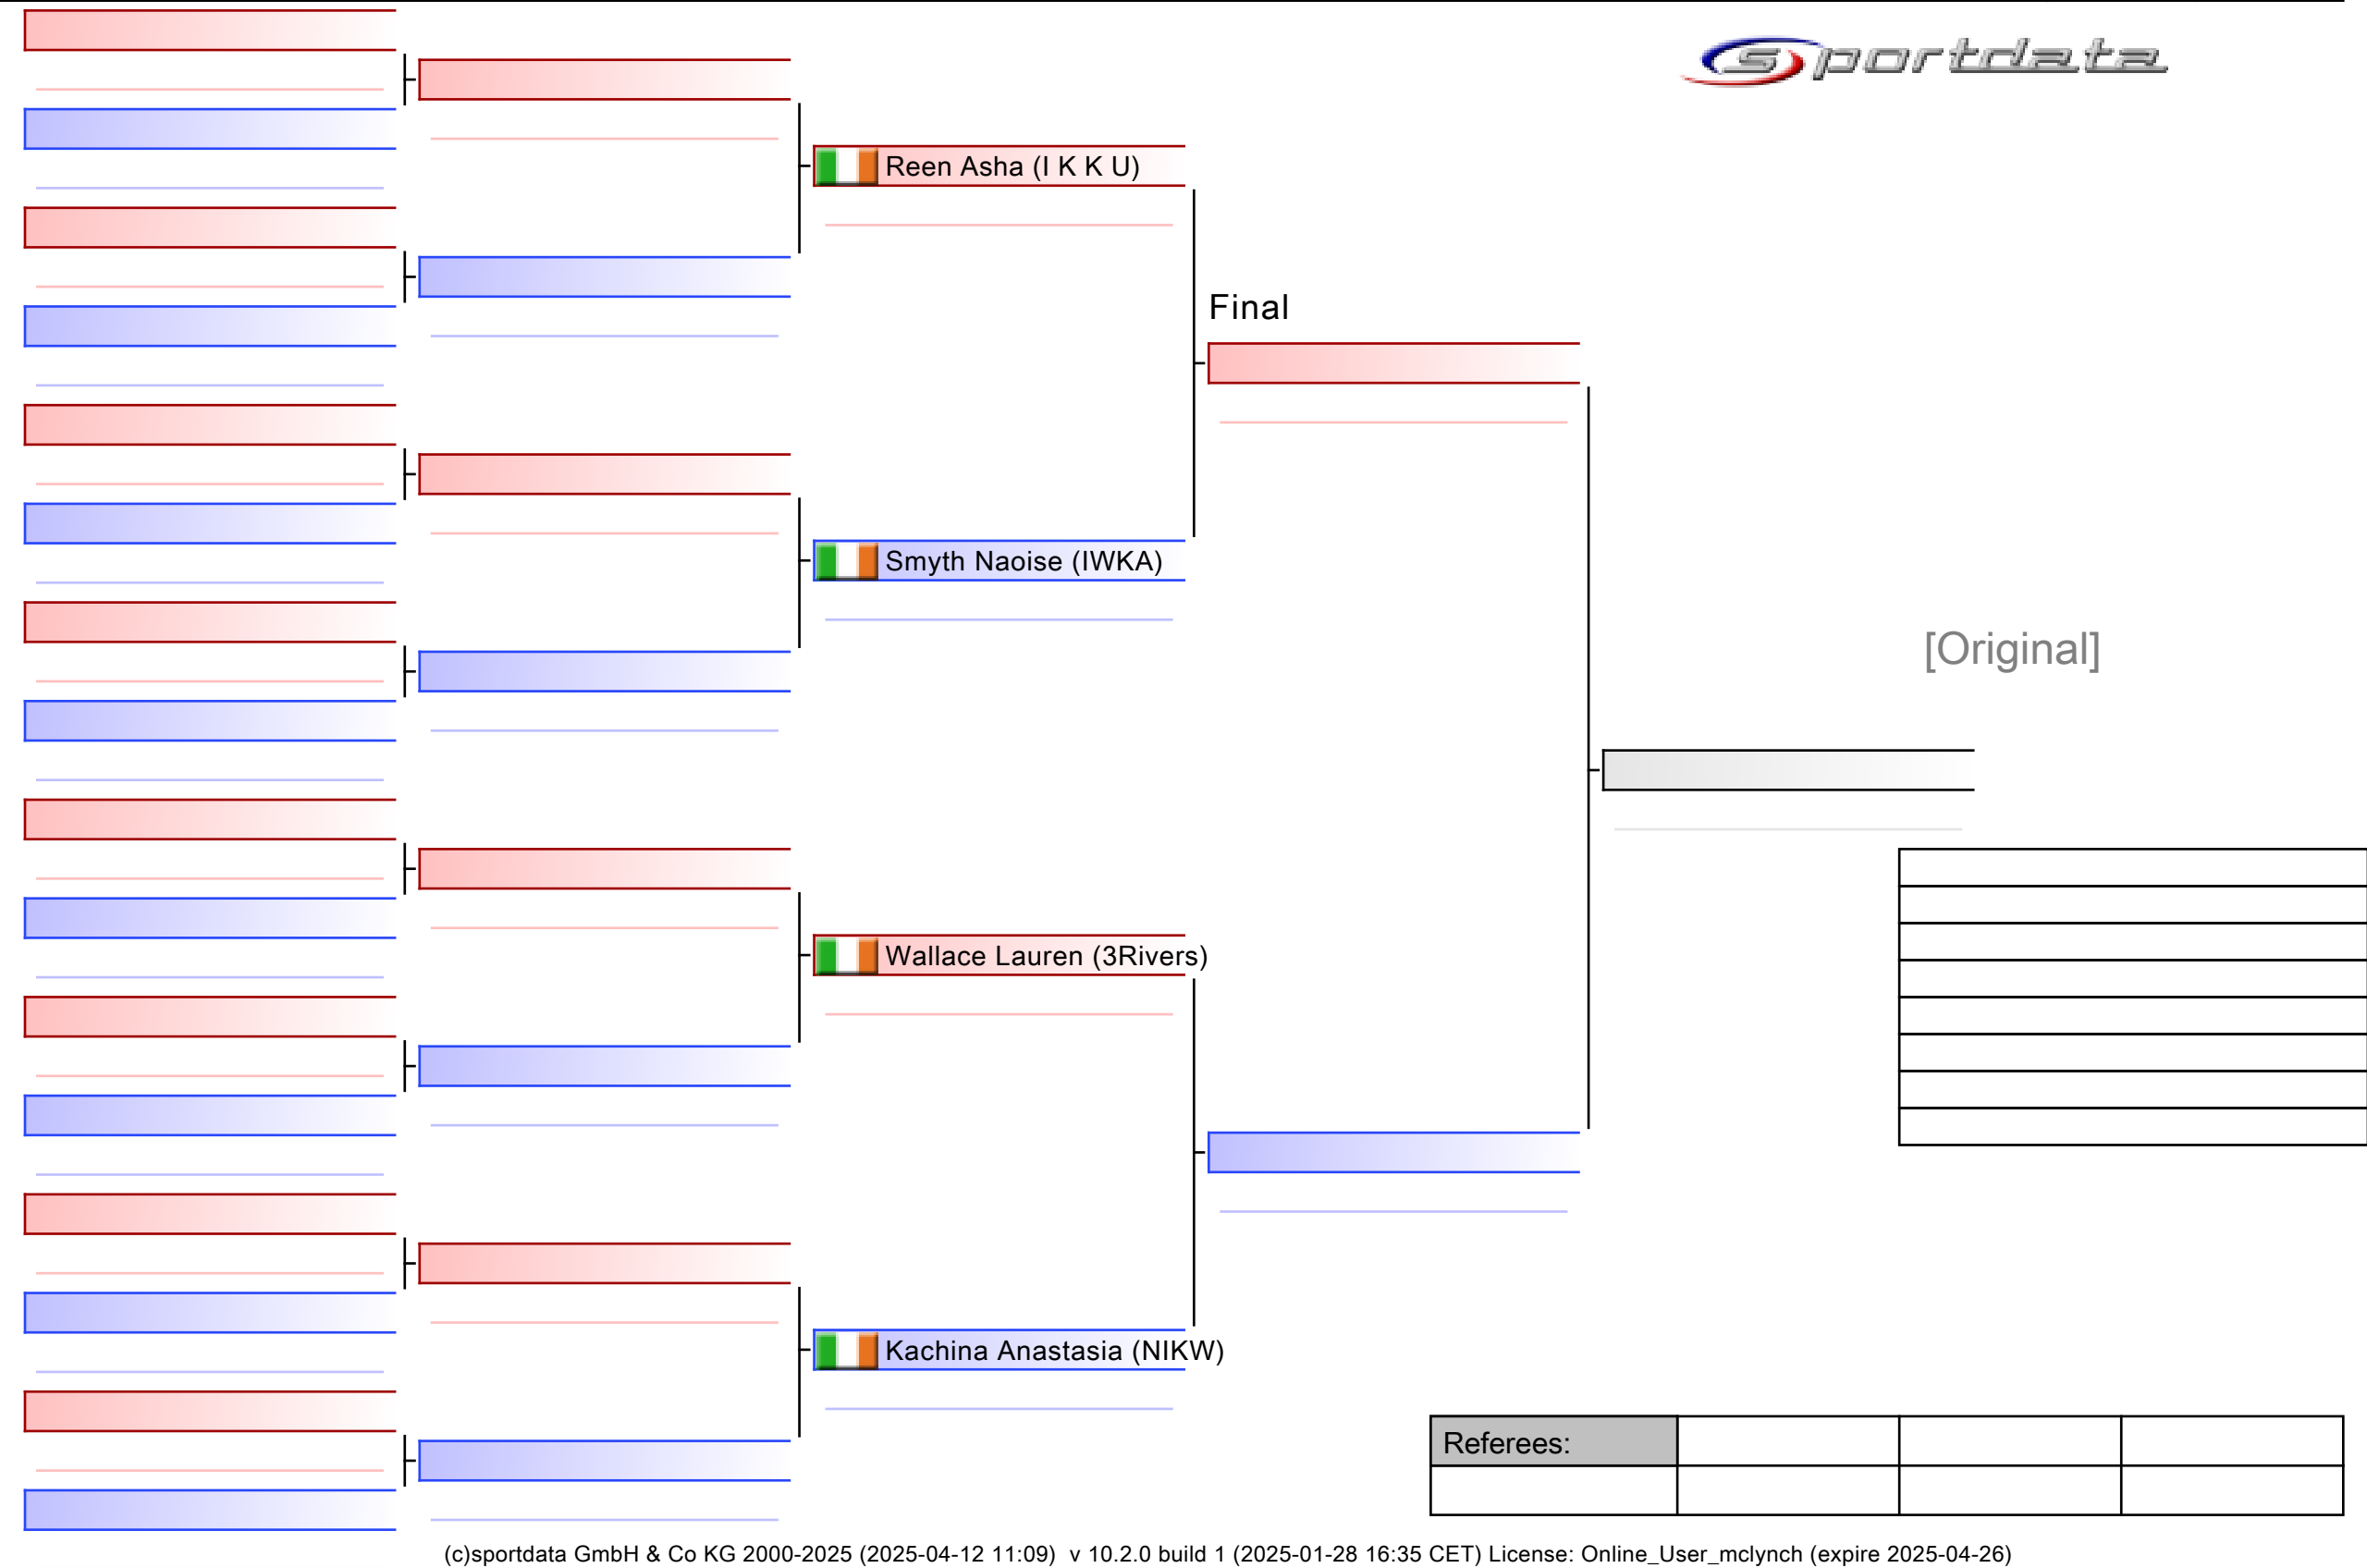 sportdata
Reen Asha (I K K U)
Final
Smyth Naoise (IWKA)
[Original]
Wallace Lauren (3Rivers)
Kachina Anastasia (NIKW)
Referees:
(c)sportdata GmbH & Co KG 2000-2025 (2025-04-12 11:09)  v 10.2.0 build 1 (2025-01-28 16:35 CET) License: Online_User_mclynch (expire 2025-04-26)